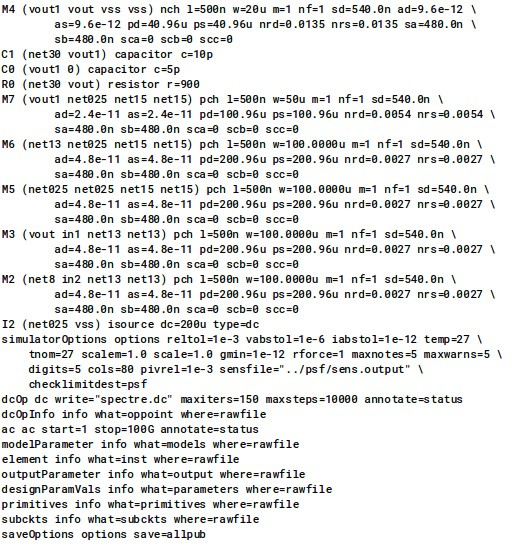 M4 (vout1 vout vss vss) nch l=500n w=20u m=1 nf=1 sd=540.0n ad=9.6e-12 \
as=9.6e-12 pd=40.96u ps=40.96u nrd=0.0135 nrs=0.0135 sa=480.0n \
sb=480.0n sca=0 scb=0 scc=0
C1 (net30 vout1) capacitor c=10p
C0 (vout1 0) capacitor c=5p
R0 (net30 vout) resistor r=900
M7 (vout1 net025 net15 net15) pch l=500n w=50u m=1 nf=1 sd=540.0n \
ad=2.4e-11 as=2.4e-11 pd=100.96u ps=100.96u nrd=0.0054 nrs=0.0054 \
sa=480.0n sb=480.0n sca=0 scb=0 scc=0
M6 (net13 net025 net15 net15) pch l=500n w=100.0000u m=1 nf=1 sd=540.0n \
ad=4.8e-11 as=4.8e-11 pd=200.96u ps=200.96u nrd=0.0027 nrs=0.0027 \
sa=480.0n sb=480.0n sca=0 scb=0 scc=0
M5 (net025 net025 net15 net15) pch l=500n w=100.0000u m=1 nf=1 sd=540.0n \
ad=4.8e-11 as=4.8e-11 pd=200.96u ps=200.96u nrd=0.0027 nrs=0.0027 \
sa=480.0n sb=480.0n sca=0 scb=0 scc=0
M3 (vout in1 net13 net13) pch l=500n w=100.0000u m=1 nf=1 sd=540.0n \
ad=4.8e-11 as=4.8e-11 pd=200.96u ps=200.96u nrd=0.0027 nrs=0.0027 \
sa=480.0n sb=480.0n sca=0 scb=0 scc=0
M2 (net8 in2 net13 net13) pch l=500n w=100.0000u m=1 nf=1 sd=540.0n \
ad=4.8e-11 as=4.8e-11 pd=200.96u ps=200.96u nrd=0.0027 nrs=0.0027 \
sa=480.0n sb=480.0n sca=0 scb=0 scc=0
I2 (net025 vss) isource dc=200u type=dc
simulatorOptions options reltol=1e-3 vabstol=1e-6 iabstol=1e-12 temp=27 \
tnom=27 scalem=1.0 scale=1.0 gmin=1e-12 rforce=1 maxnotes=5 maxwarns=5 \
digits=5 cols=80 pivrel=1e-3 sensfile="../psf/sens.output" \
checklimitdest=psf
dcOp dc write="spectre.dc" maxiters=150 maxsteps=10000 annotate=status
dcOpInfo info what=oppoint where=rawfile
ac ac start=1 stop=100G annotate=status
modelParameter info what=models where=rawfile
element info what=inst where=rawfile
outputParameter info what=output where=rawfile
designParamVals info what=parameters where=rawfile
primitives info what=primitives where=rawfile
subckts info what=subckts where=rawfile
saveOptions options save=allpub